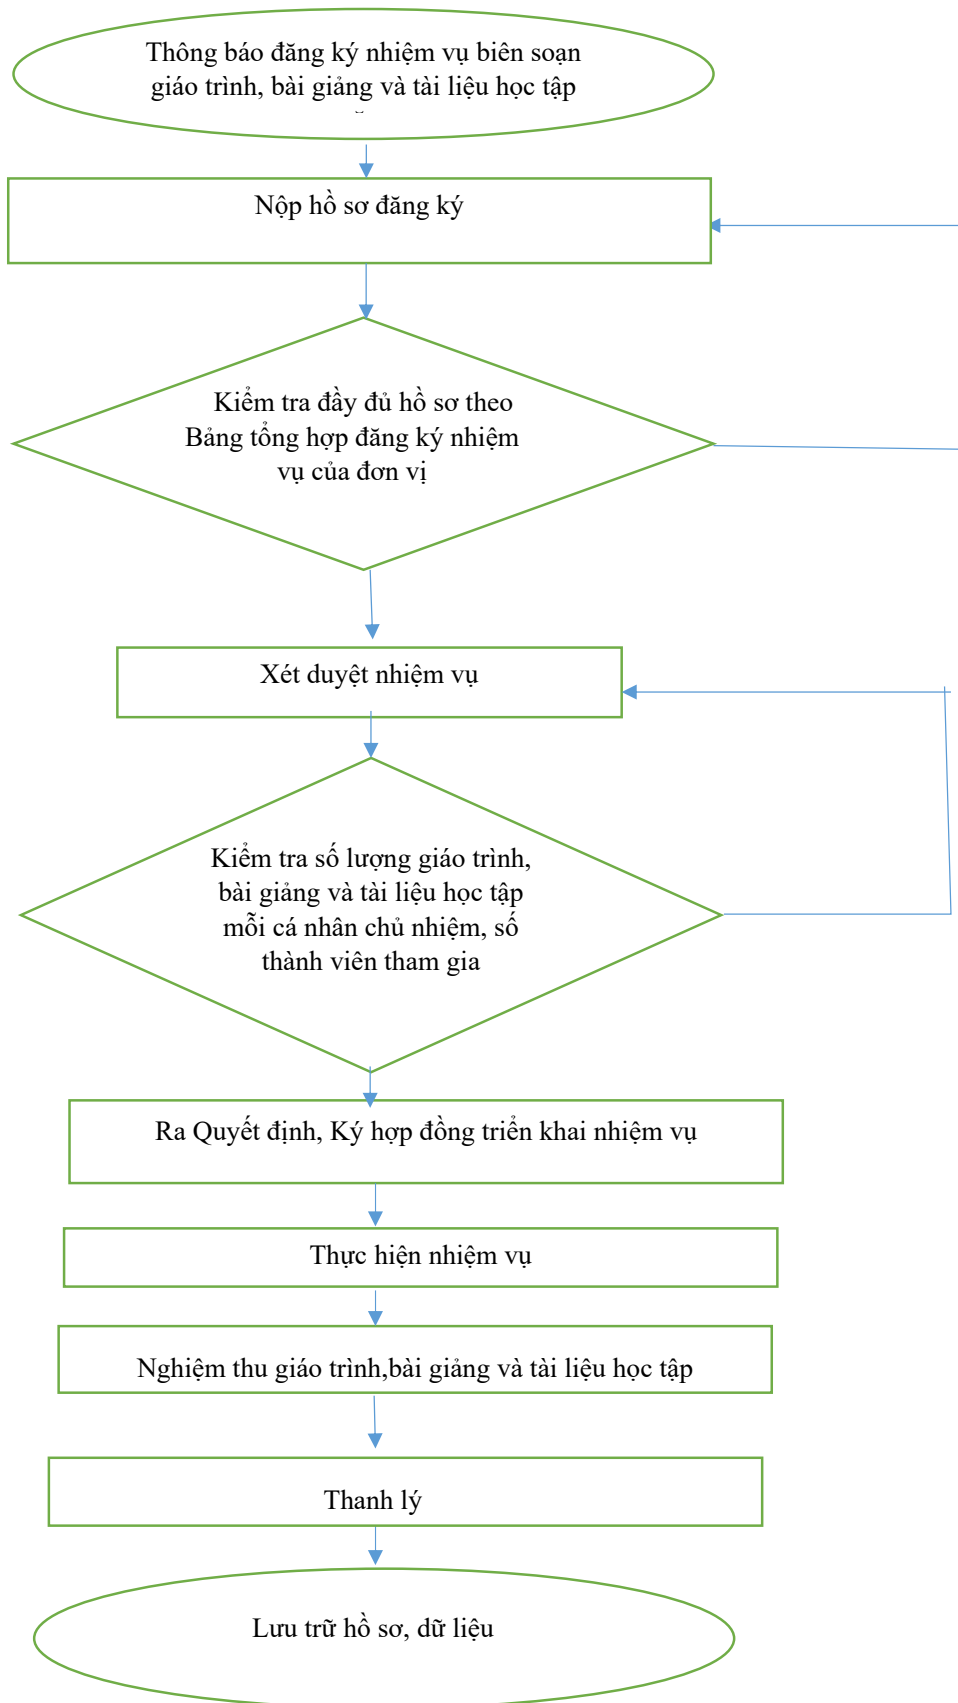 Thông báo đăng ký nhiệm vụ biên soạn
giáo trình, bài giảng và tài liệu học tập
Nộp hồ sơ đăng ký
Kiểm tra đầy đủ hồ sơ theo
Bảng tổng hợp đăng ký nhiệm
vụ của đơn vị
Xét duyệt nhiệm vụ
Kiểm tra số lượng giáo trình,
bài giảng và tài liệu học tập
mỗi cá nhân chủ nhiệm, số
thành viên tham gia
Ra Quyết định, Ký hợp đồng triển khai nhiệm vụ
Thực hiện nhiệm vụ
Nghiệm thu giáo trình,bài giảng và tài liệu học tập
Thanh lý
Lưu trữ hồ sơ, dữ liệu